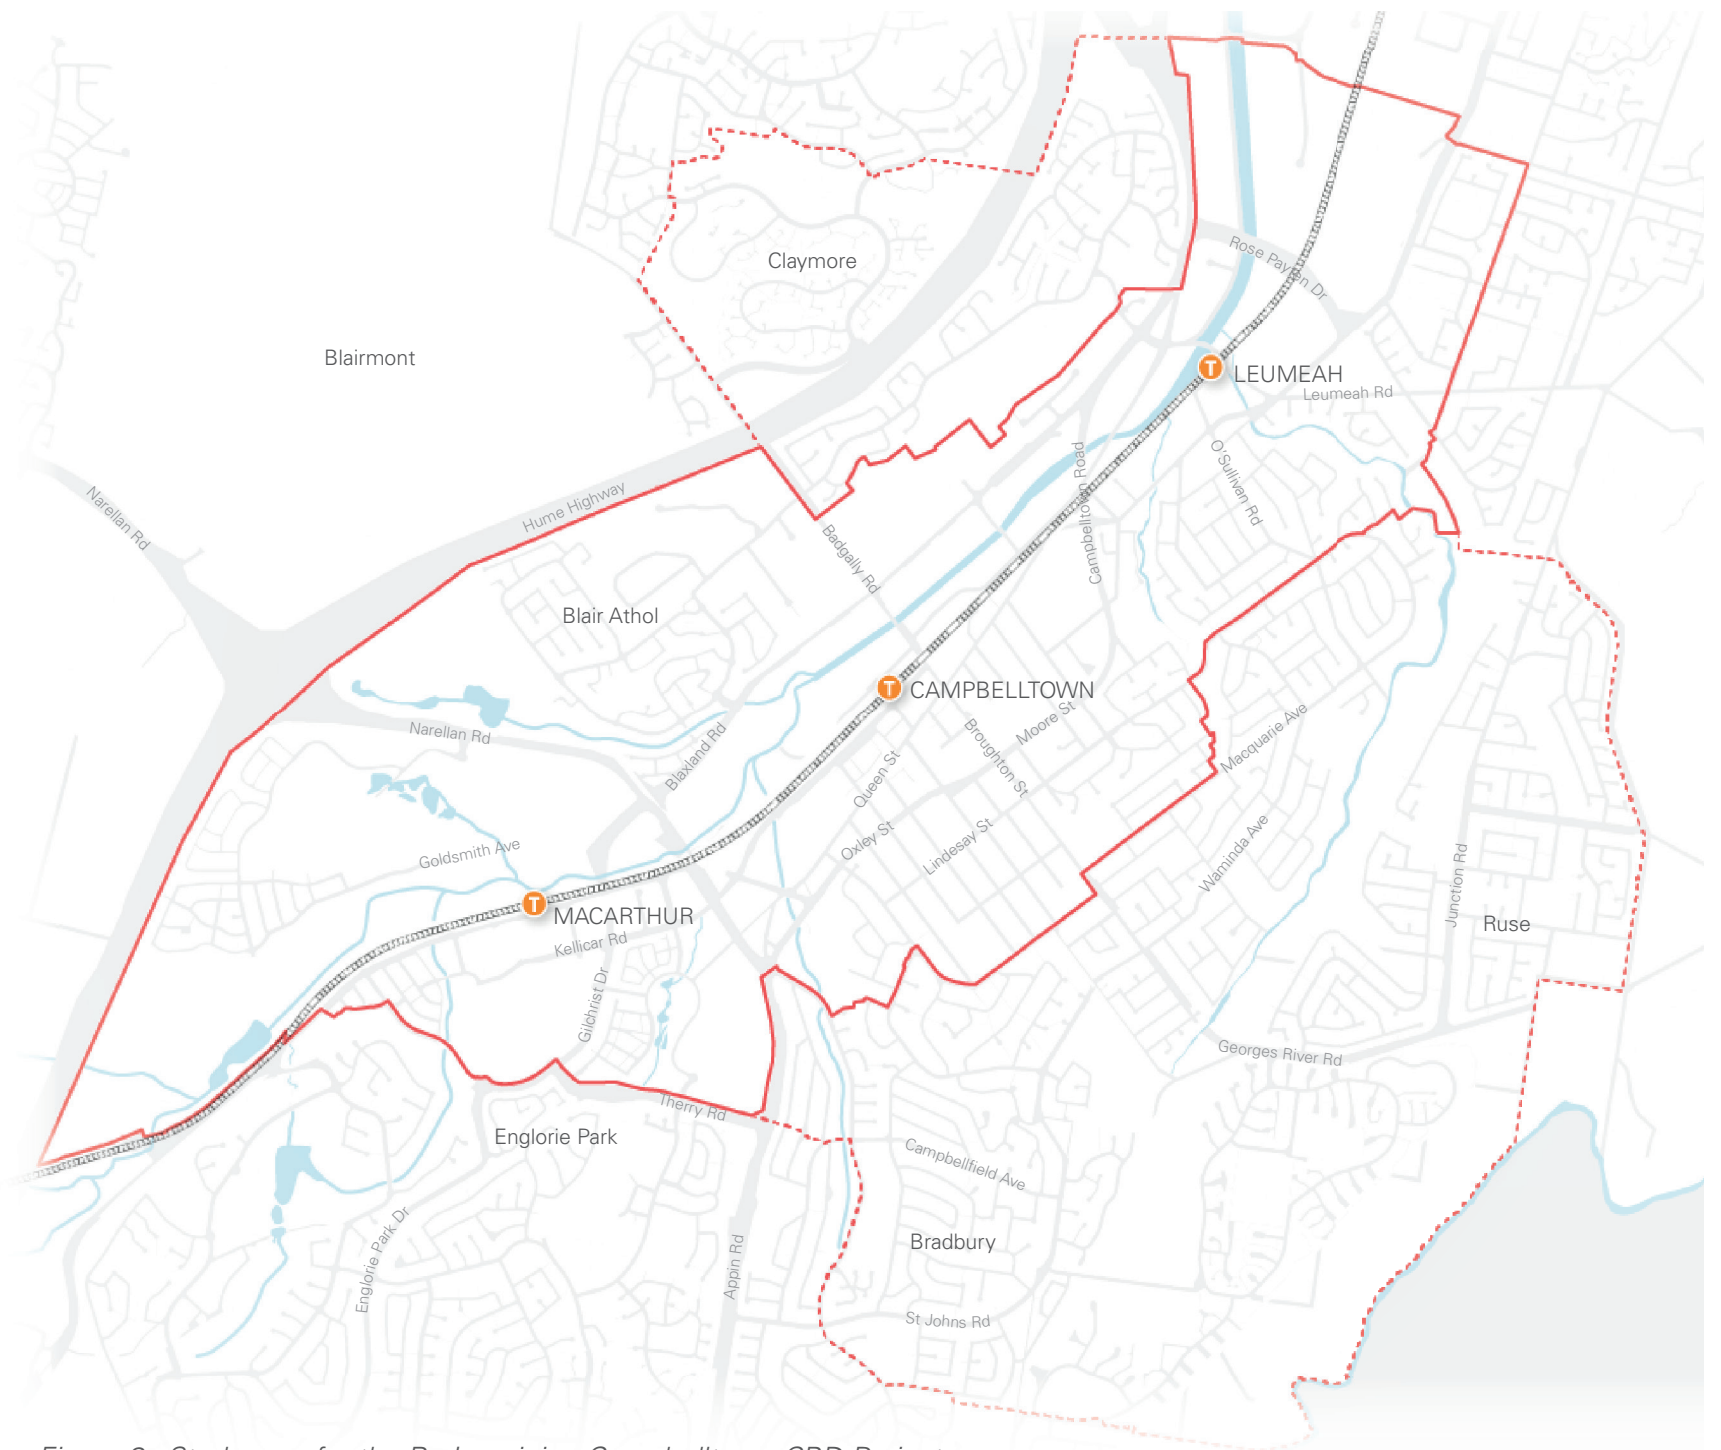 Rose Payten Dr
Claymore
Blairmont
LEUMEAH
Leumeah Rd
Narellan Rd
Hume Highway
Campbelltown Road
O'Sullivan Rd
Badgally Rd
Blair Athol
CAMPBELLTOWN
Narellan Rd
Blaxland Rd
Queen St
Broughton St
Moore St
Macquarie Ave
Oxley St
Lindesay St
Waminda Ave
Goldsmith Ave
MACARTHUR
Kellicar Rd
Gilchrist Dr
Junction Rd
Ruse
Georges River Rd
Therry Rd
Englorie Park
Campbellfield Ave
Englorie Park Dr
Appin Rd
Bradbury
St Johns Rd